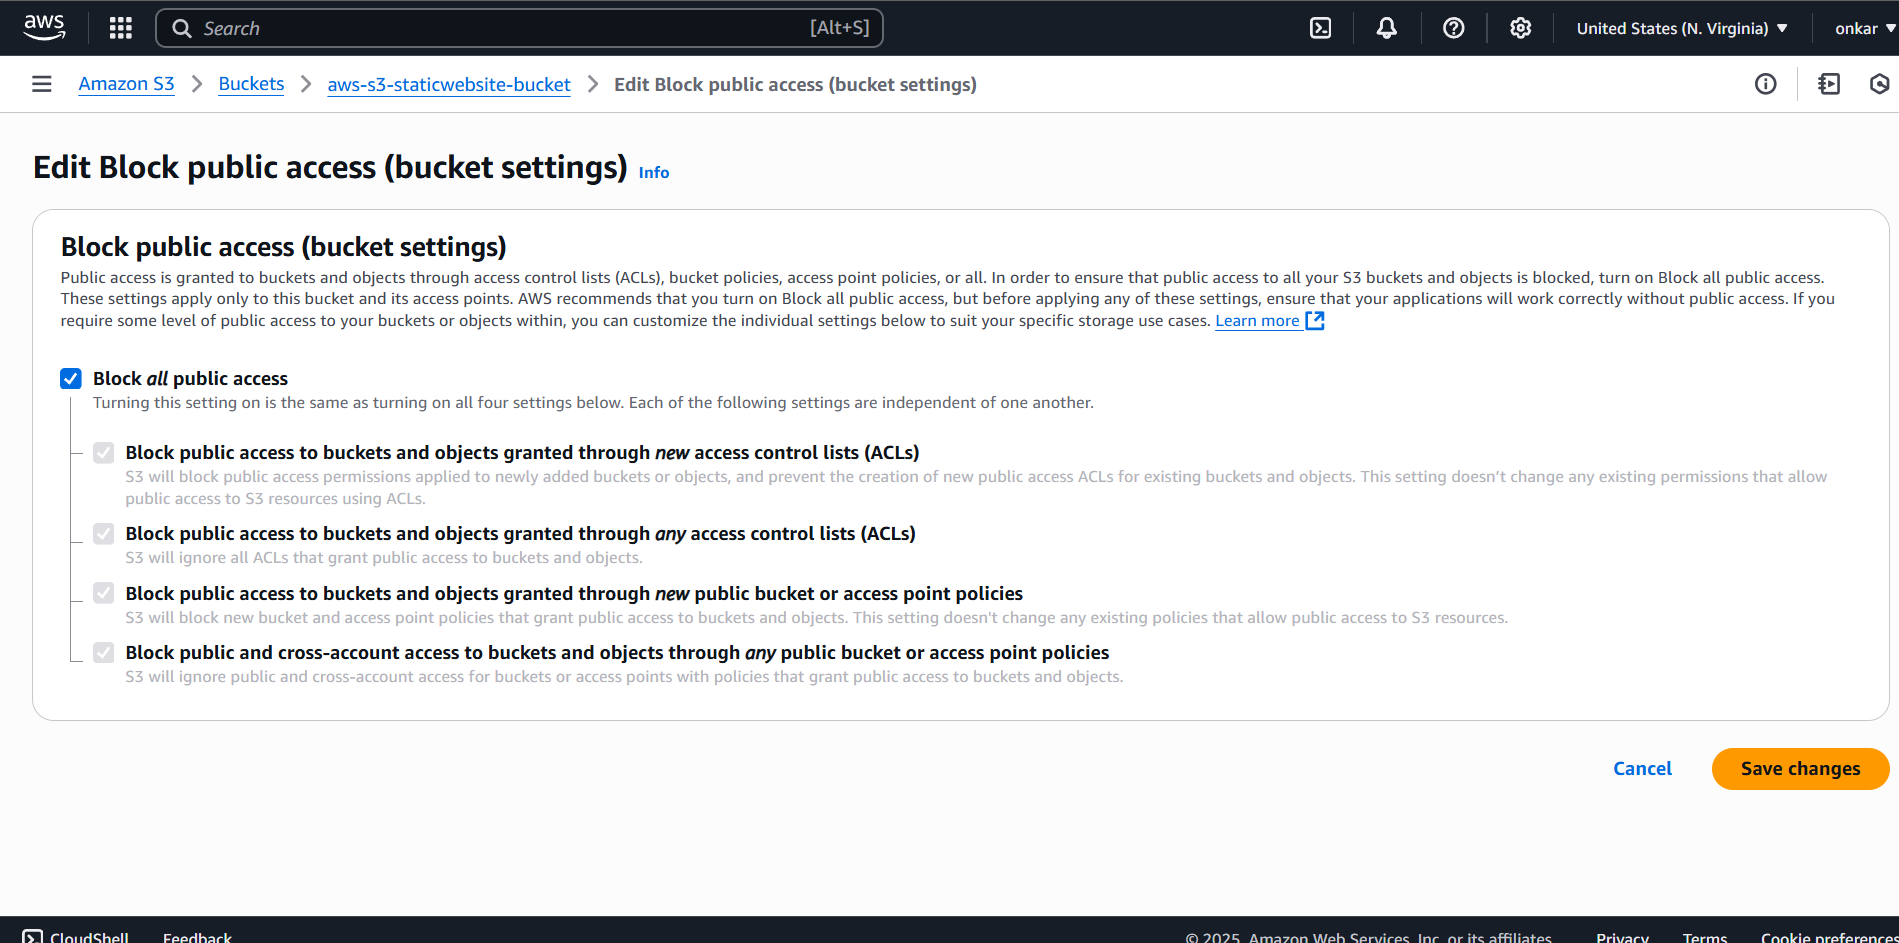 aws
Search [Alt+S]
United States (N. Virginia) onkar
Amazon S3 Buckets aws-s3-staticwebsite-bucket Edit Block public access (bucket settings)
Edit Block public access (bucket settings) Info
Block public access (bucket settings)
Public access is granted to buckets and objects through access control lists (ACLs), bucket policies, access point policies, or all. In order to ensure that public access to all your S3 buckets and objects is blocked, turn on Block all public access.
These settings apply only to this bucket and its access points. AWS recommends that you turn on Block all public access, but before applying any of these settings, ensure that your applications will work correctly without public access. If you
require some level of public access to your buckets or objects within, you can customize the individual settings below to suit your specific storage use cases. Learn more
Block all public access
Turning this setting on is the same as turning on all four settings below. Each of the following settings are independent of one another.
Block public access to buckets and objects granted through new access control lists (ACLs)
S3 will block public access permissions applied to newly added buckets or objects, and prevent the creation of new public access ACLs for existing buckets and objects. This setting doesn’t change any existing permissions that allow
public access to S3 resources using ACLs.
Block public access to buckets and objects granted through any access control lists (ACLs)
S3 will ignore all ACLs that grant public access to buckets and objects.
Block public access to buckets and objects granted through new public bucket or access point policies
S3 will block new bucket and access point policies that grant public access to buckets and objects. This setting doesn't change any existing policies that allow public access to S3 resources.
Block public and cross-account access to buckets and objects through any public bucket or access point policies
S3 will ignore public and cross-account access for buckets or access points with policies that grant public access to buckets and objects.
Cancel Save changes
CloudShell Feedback © 2025, Amazon Web Services, Inc. or its affiliates. Privacy Terms Cookie preferences